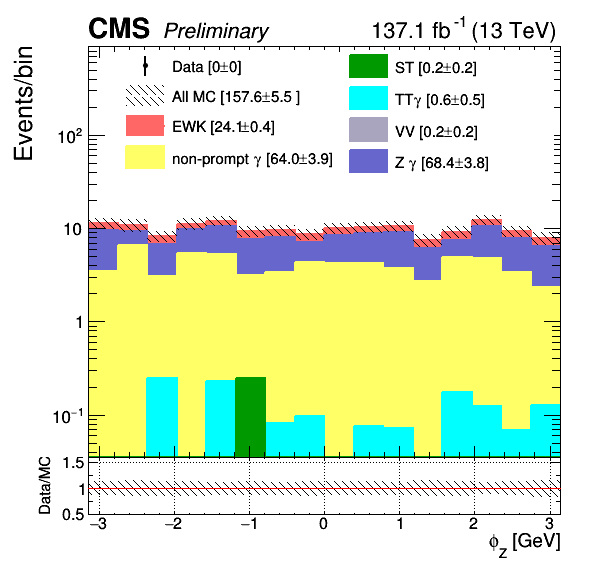 CMS Preliminary 137.1 fb⁻¹ (13 TeV)
Events/bin
Data [0±0]
All MC [157.6±5.5 ]
EWK [24.1±0.4]
non-prompt γ [64.0±3.9]
ST [0.2±0.2]
TTγ [0.6±0.5]
VV [0.2±0.2]
Z γ [68.4±3.8]
10²
10
1
10⁻¹
Data/MC
1.5
1
0.5
−3 −2 −1 0 1 2 3
ϕ_Z [GeV]